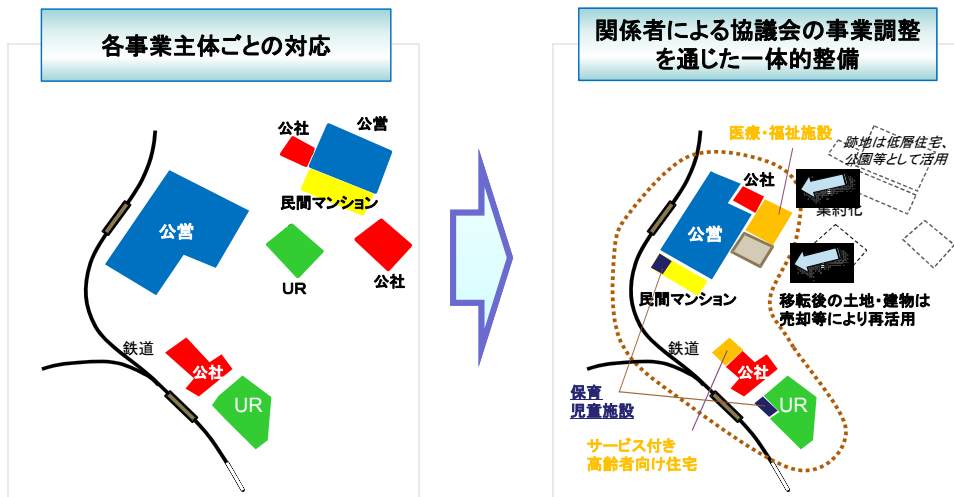 各事業主体ごとの対応
公社
公営
民間マンション
公営
UR
公社
鉄道
公社
UR
関係者による協議会の事業調整
を通じた一体的整備
医療・福祉施設
跡地は低層住宅、
公園等として活用
公社
集約化
公営
民間マンション
移転後の土地・建物は
売却等により再活用
鉄道
公社
保育
児童施設
UR
サービス付き
高齢者向け住宅